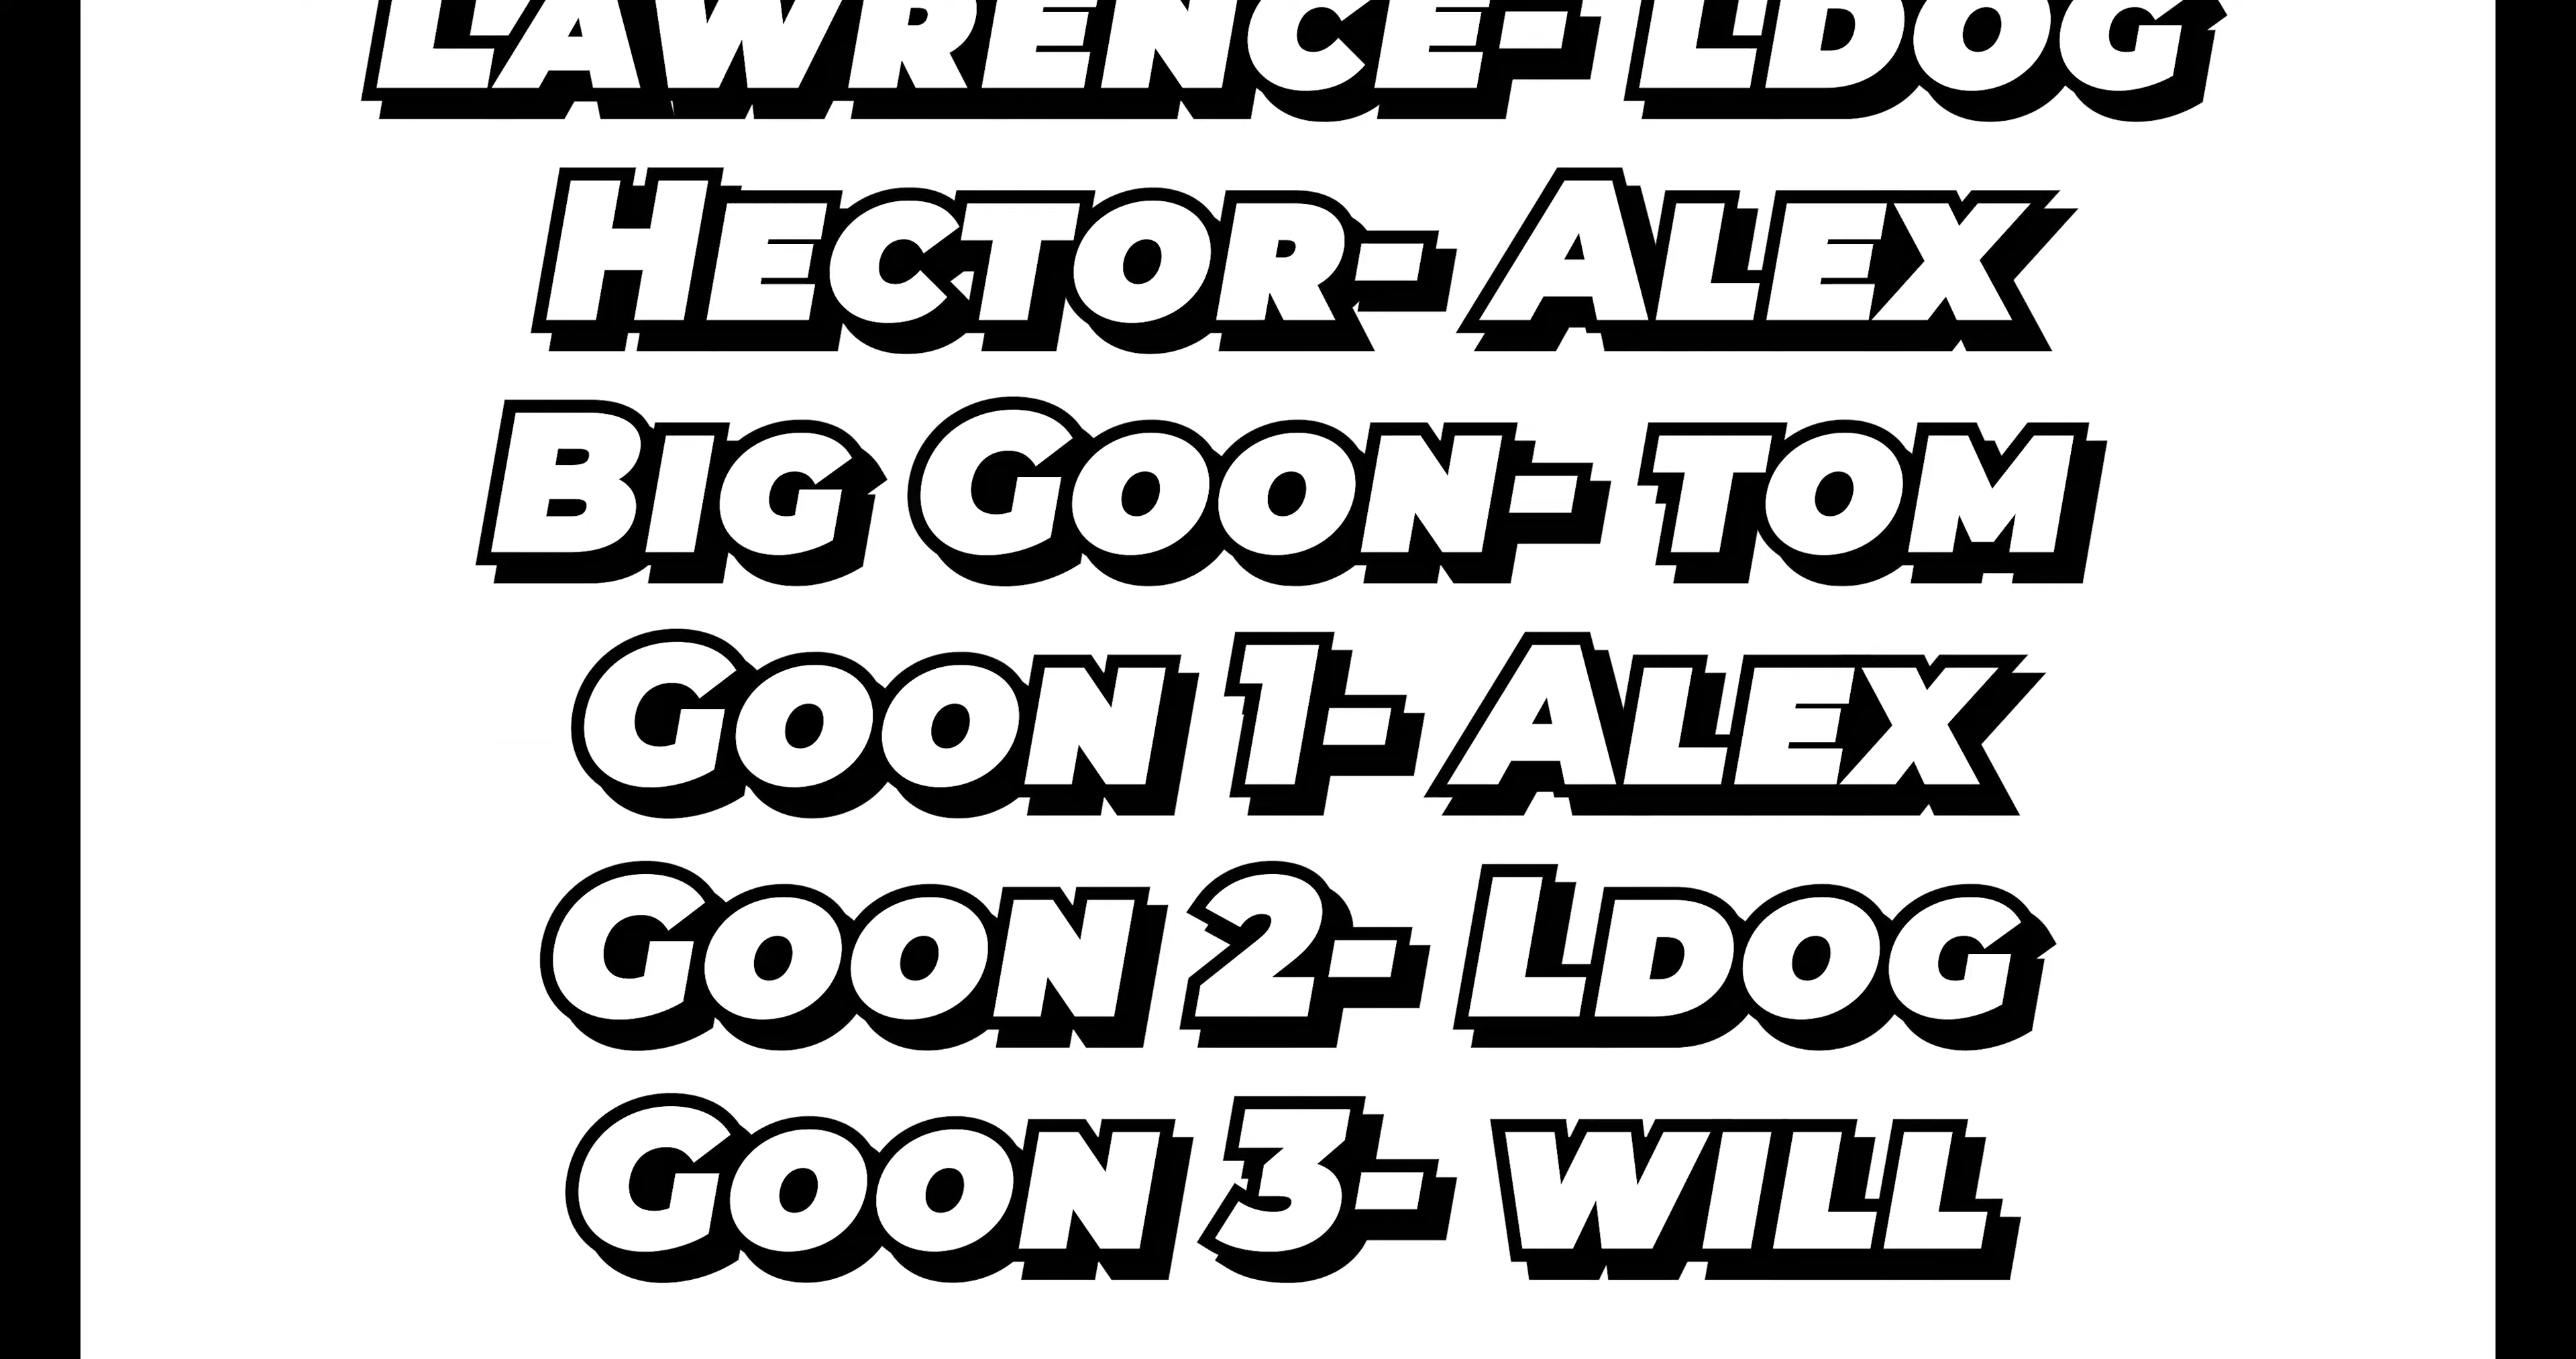 Lawrence- Ldog
Hector- Alex
Big Goon- tom
Goon 1- Alex
Goon 2- Ldog
Goon 3- will